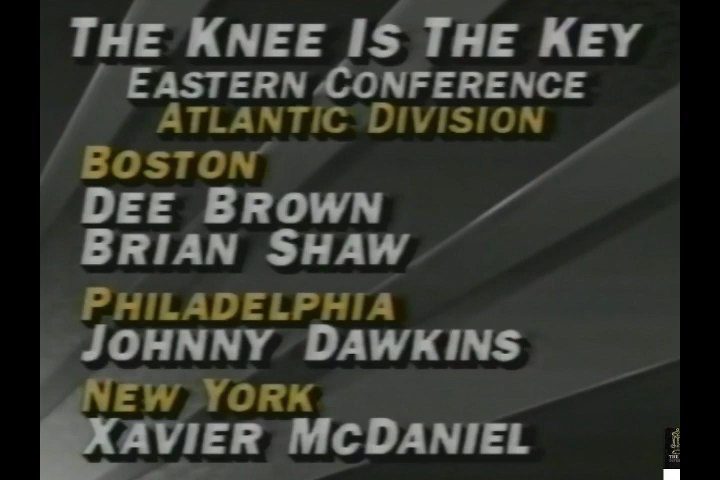 THE KNEE IS THE KEY
EASTERN CONFERENCE
ATLANTIC DIVISION
BOSTON
DEE BROWN
BRIAN SHAW
PHILADELPHIA
JOHNNY DAWKINS
NEW YORK
XAVIER MCDANIEL
THE